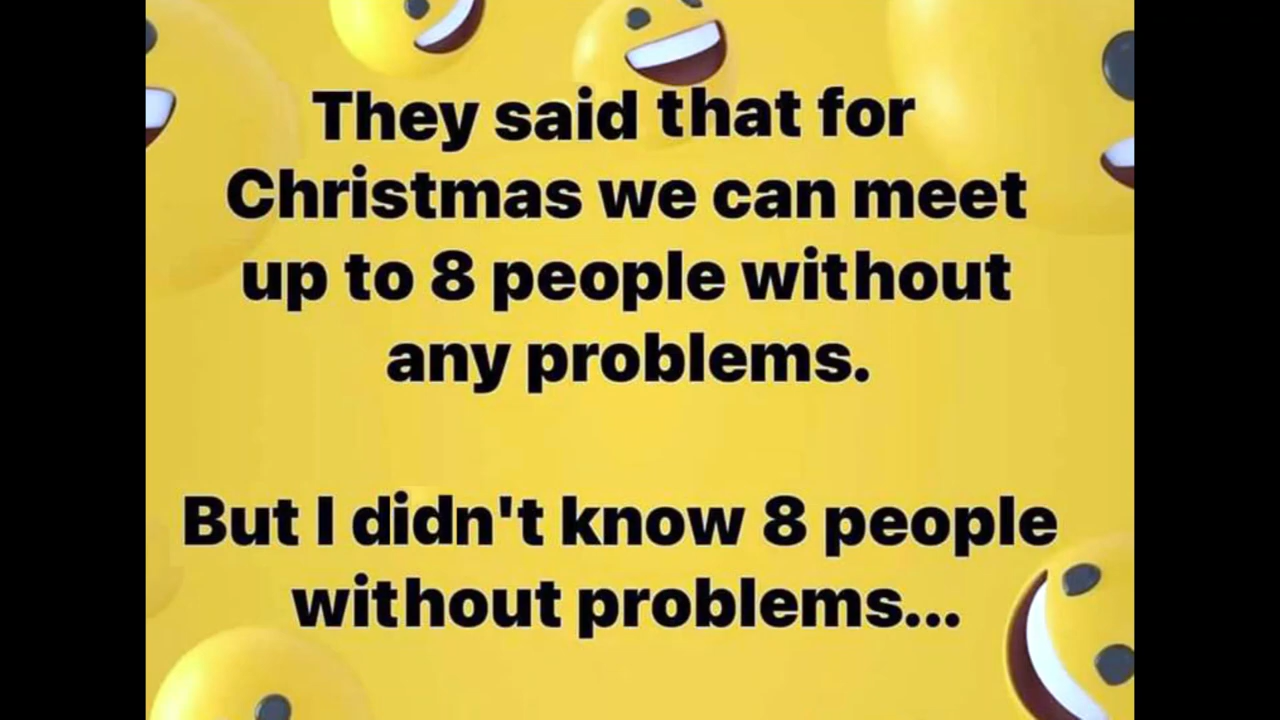 They said that for
Christmas we can meet
up to 8 people without
any problems.
But I didn't know 8 people
without problems...